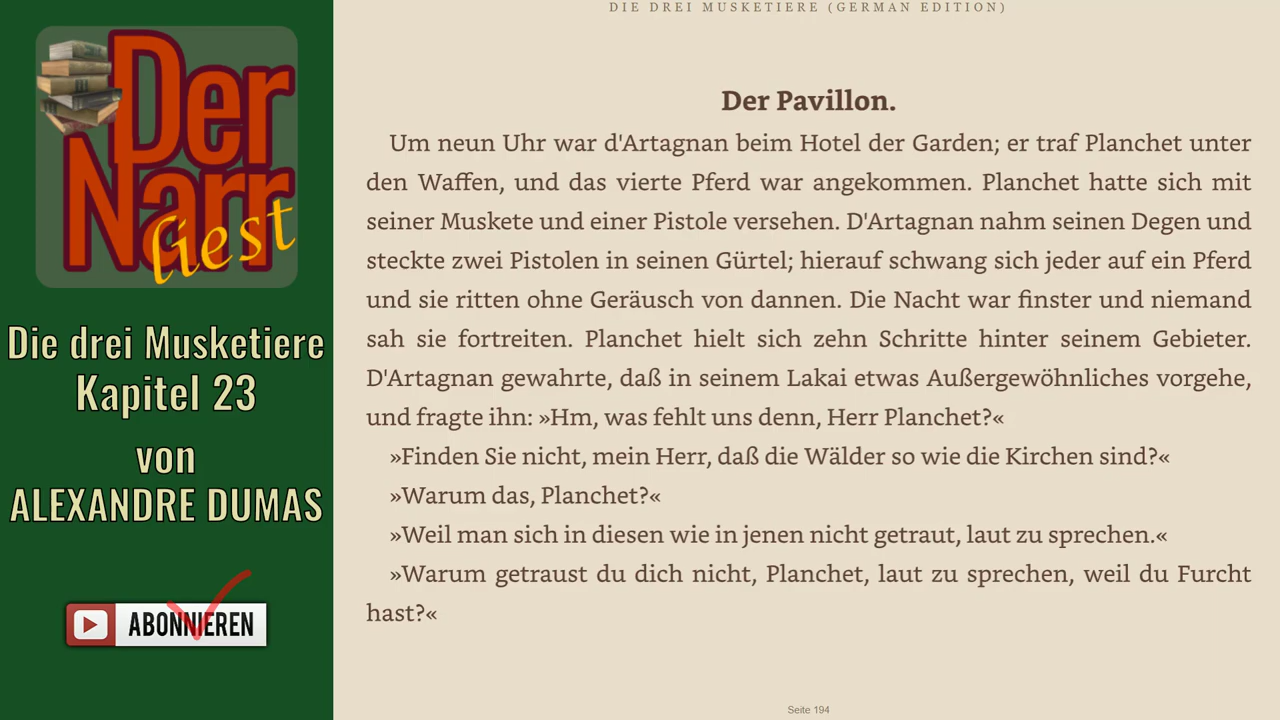 Der
Narr
liest
Die drei Musketiere
Kapitel 23
von
ALEXANDRE DUMAS
ABONNIEREN
DIE DREI MUSKETIERE (GERMAN EDITION)
Der Pavillon.
Um neun Uhr war d'Artagnan beim Hotel der Garden; er traf Planchet unter
den Waffen, und das vierte Pferd war angekommen. Planchet hatte sich mit
seiner Muskete und einer Pistole versehen. D'Artagnan nahm seinen Degen und
steckte zwei Pistolen in seinen Gürtel; hierauf schwang sich jeder auf ein Pferd
und sie ritten ohne Geräusch von dannen. Die Nacht war finster und niemand
sah sie fortreiten. Planchet hielt sich zehn Schritte hinter seinem Gebieter.
D'Artagnan gewahrte, daß in seinem Lakai etwas Außergewöhnliches vorgehe,
und fragte ihn: »Hm, was fehlt uns denn, Herr Planchet?«
»Finden Sie nicht, mein Herr, daß die Wälder so wie die Kirchen sind?«
»Warum das, Planchet?«
»Weil man sich in diesen wie in jenen nicht getraut, laut zu sprechen.«
»Warum getraust du dich nicht, Planchet, laut zu sprechen, weil du Furcht
hast?«
Seite 194